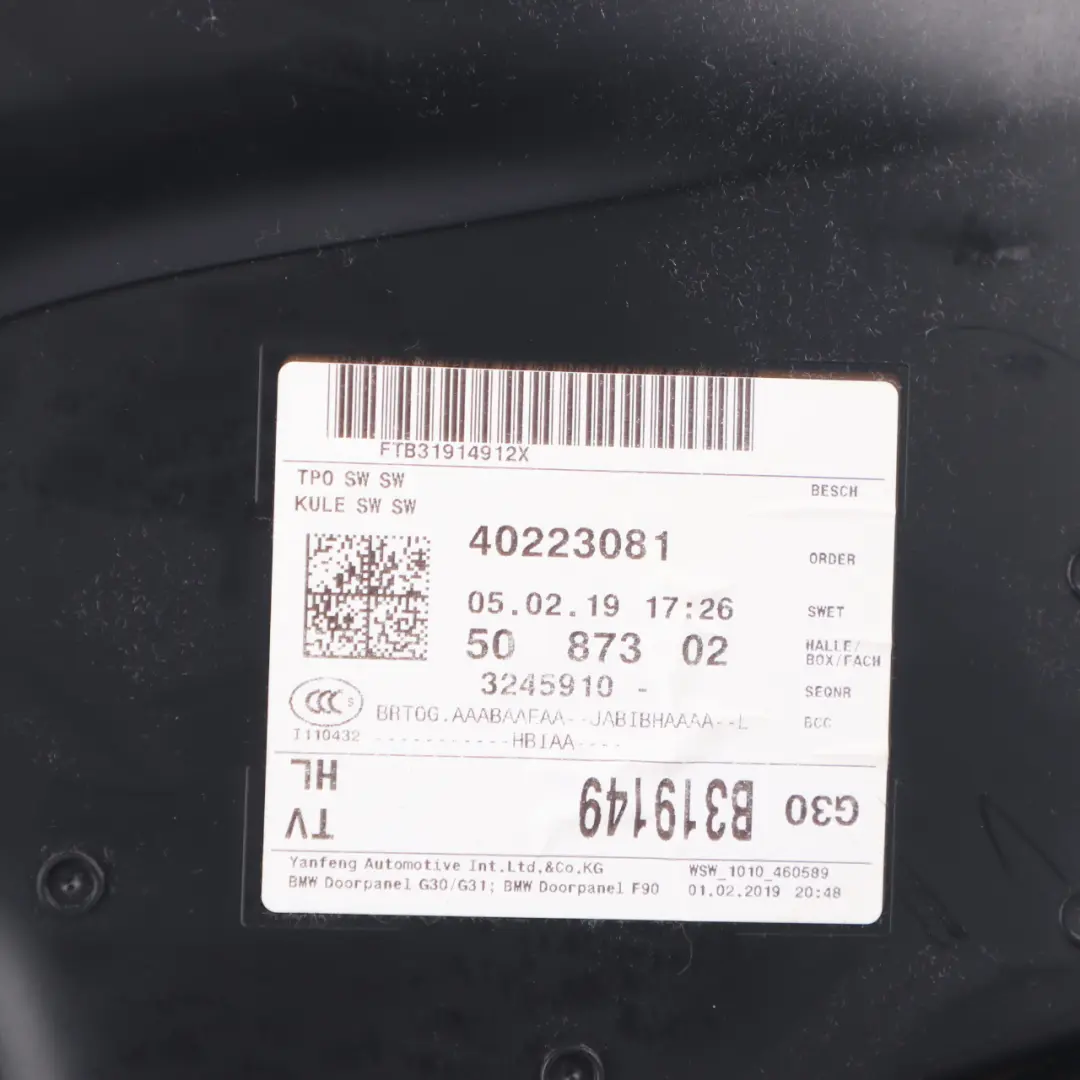 FTB31914912X
TPO SW SW
KULE SW SW
BESCH
40223081 ORDER
05.02.19 17:26 SWET
50 873 02 HALLE/
BOX/FACH
3245910 - SEQNR
CCC S
BRTOG.AAABAAFAA--JABIBHAAAA--L BCC
I110432 -----------HBIAA----
HL
TV B319149 G30
Yanfeng Automotive Int.Ltd.&Co.KG WSW_1010_460589
BMW Doorpanel G30/G31; BMW Doorpanel F90 01.02.2019 20:48